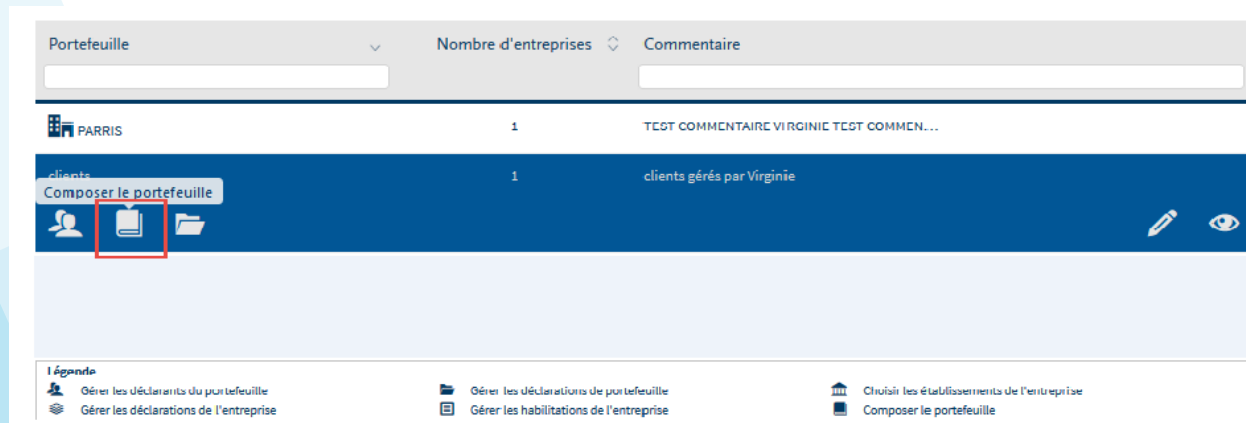 Portefeuille Nombre d'entreprises Commentaire
PARRIS 1 TEST COMMENTAIRE VIRGINIE TEST COMMEN...
clients 1 clients gérés par Virginie
Composer le portefeuille
Légende
Gérer les déclarants du portefeuille Gérer les déclarations de portefeuille Choisir les établissements de l'entreprise
Gérer les déclarations de l'entreprise Gérer les habilitations de l'entreprise Composer le portefeuille